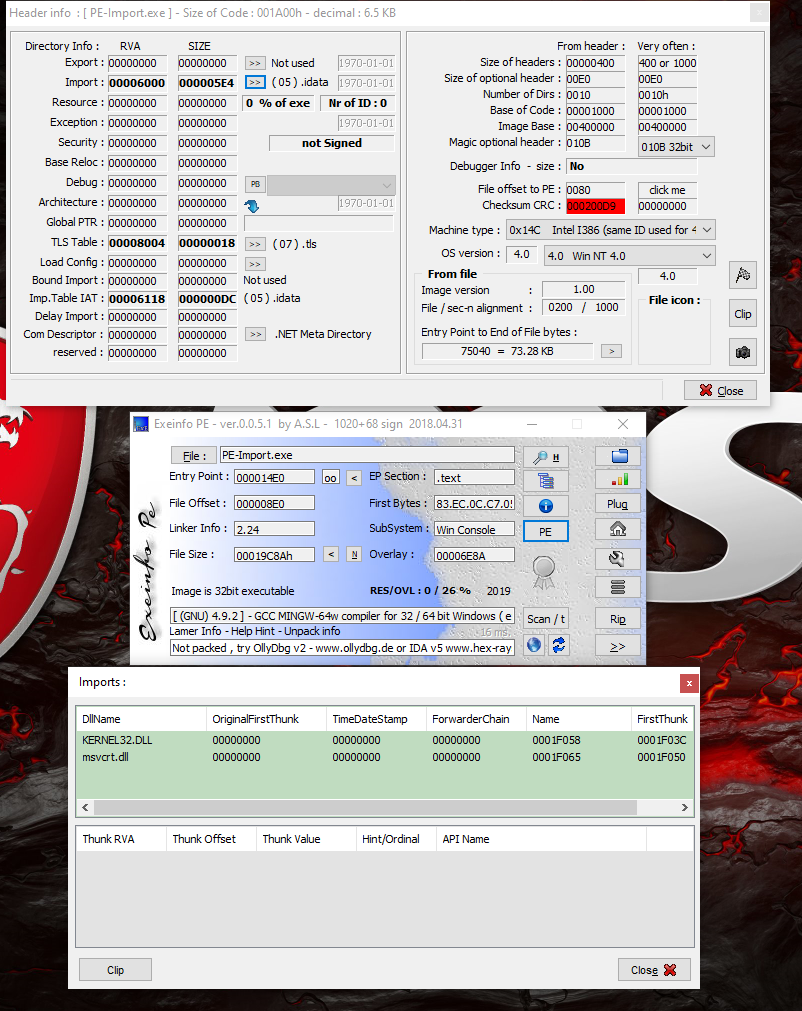 Header info : [ PE-Import.exe ] - Size of Code : 001A00h - decimal : 6.5 KB
Directory Info : RVA SIZE
Export : 00000000 00000000 >> Not used 1970-01-01
Import : 00006000 000005E4 >> ( 05 ) .idata 1970-01-01
Resource : 00000000 00000000 0 % of exe Nr of ID : 0
Exception : 00000000 00000000 1970-01-01
Security : 00000000 00000000 not Signed
Base Reloc : 00000000 00000000
Debug : 00000000 00000000 PB
Architecture : 00000000 00000000 1970-01-01
Global PTR : 00000000 00000000
TLS Table : 00008004 00000018 >> ( 07 ) .tls
Load Config : 00000000 00000000 >>
Bound Import : 00000000 00000000 Not used
Imp.Table IAT : 00006118 000000DC ( 05 ) .idata
Delay Import : 00000000 00000000
Com Descriptor : 00000000 00000000 >> .NET Meta Directory
reserved : 00000000 00000000
From header : Very often :
Size of headers : 00000400 400 or 1000
Size of optional header : 00E0 00E0
Number of Dirs : 0010 0010h
Base of Code : 00001000 00001000
Image Base : 00400000 00400000
Magic optional header : 010B 010B 32bit
Debugger Info - size : No
File offset to PE : 0080 click me
Checksum CRC : 000200D9 00000000
Machine type : 0x14C Intel I386 (same ID used for 4
OS version : 4.0 4.0 Win NT 4.0
From file 4.0
Image version : 1.00
File / sec-n alignment : 0200 / 1000
File icon :
Clip
Entry Point to End of File bytes :
75040 = 73.28 KB >
Close
Exeinfo PE - ver.0.0.5.1 by A.S.L - 1020+68 sign 2018.04.31
Exeinfo Pe
File : PE-Import.exe H
Entry Point : 000014E0 oo < EP Section : .text
File Offset : 000008E0 First Bytes : 83.EC.0C.C7.05 Plug
Linker Info : 2.24 SubSystem : Win Console PE
File Size : 00019C8Ah < N Overlay : 00006E8A
Image is 32bit executable RES/OVL : 0 / 26 % 2019
[ (GNU) 4.9.2 ] - GCC MINGW-64w compiler for 32 / 64 bit Windows ( e Scan / t Rip
Lamer Info - Help Hint - Unpack info 16 ms.
Not packed , try OllyDbg v2 - www.ollydbg.de or IDA v5 www.hex-ray >>
Imports :
DllName OriginalFirstThunk TimeDateStamp ForwarderChain Name FirstThunk
KERNEL32.DLL 00000000 00000000 00000000 0001F058 0001F03C
msvcrt.dll 00000000 00000000 00000000 0001F065 0001F050
Thunk RVA Thunk Offset Thunk Value Hint/Ordinal API Name
Clip Close